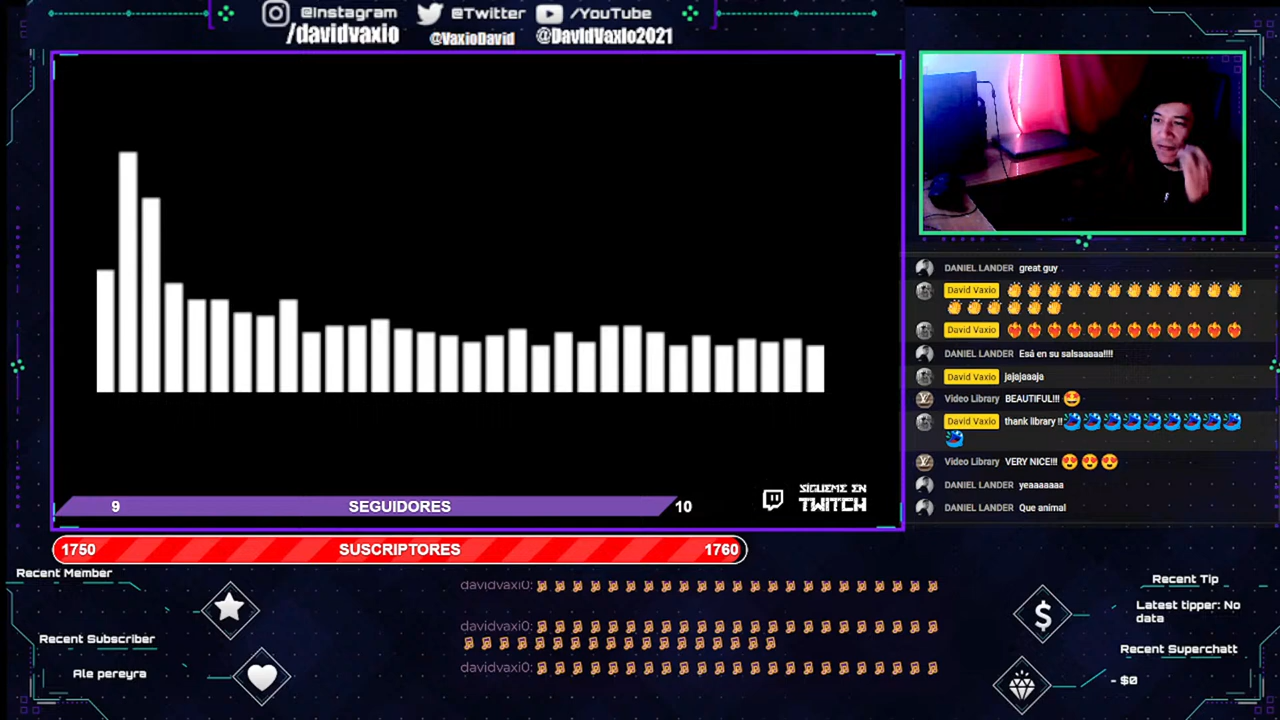 @Instagram @Twitter /YouTube
/davidvaxio @VaxioDavid @DavidVaxio2021
DANIEL LANDER great guy
David Vaxio
David Vaxio
DANIEL LANDER Esá en su salsaaaaa!!!!
David Vaxio jajajaaaja
Video Library BEAUTIFUL!!!
David Vaxio thank library !!
Video Library VERY NICE!!!
DANIEL LANDER yeaaaaaaa
DANIEL LANDER Que animal
9 SEGUIDORES 10
SÍGUEME EN
TWITCH
1750 SUSCRIPTORES 1760
Recent Member
Recent Subscriber
Ale pereyra
davidvaxi0:
davidvaxi0:
davidvaxi0:
Recent Tip
Latest tipper: No
data
Recent Superchatt
- $0